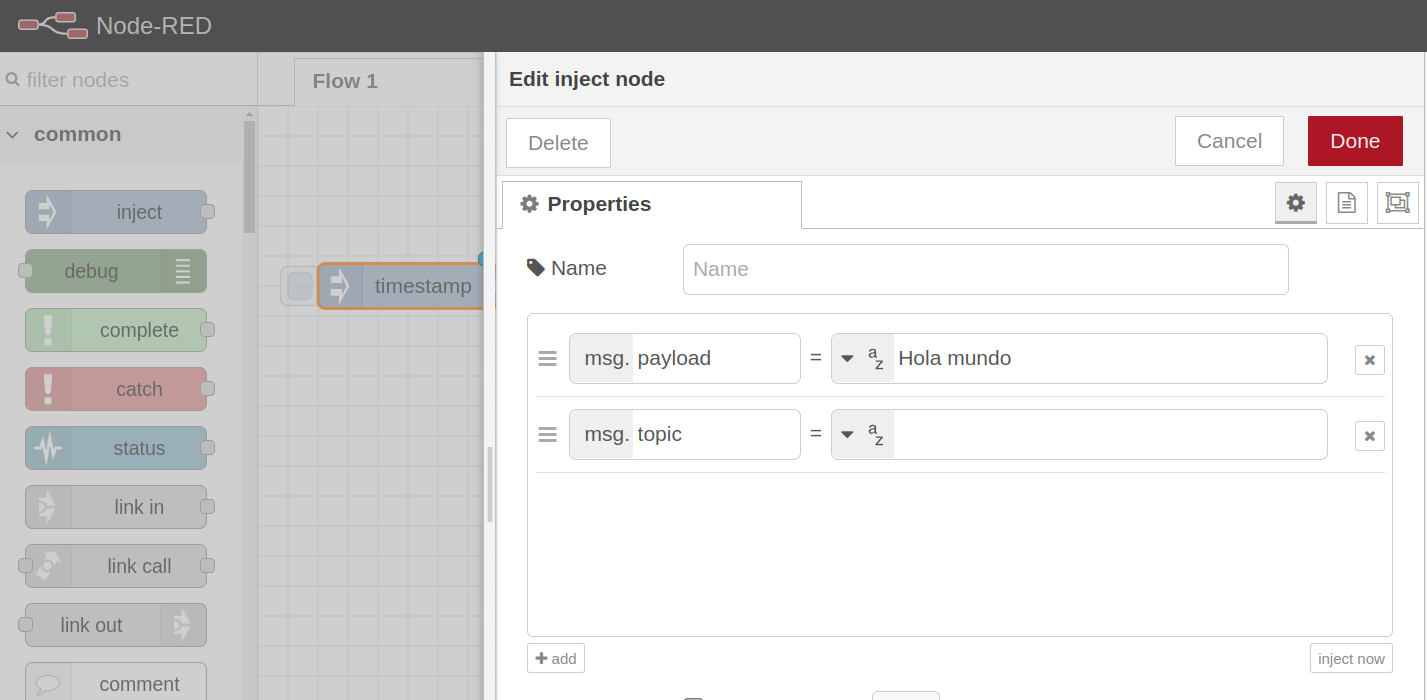 Node-RED
filter nodes
Flow 1
Edit inject node
common
Delete
Cancel
Done
Properties
inject
debug
complete
catch
status
link in
link call
link out
comment
timestamp
Name
Name
msg. payload = az Hola mundo
msg. topic = az
add
inject now